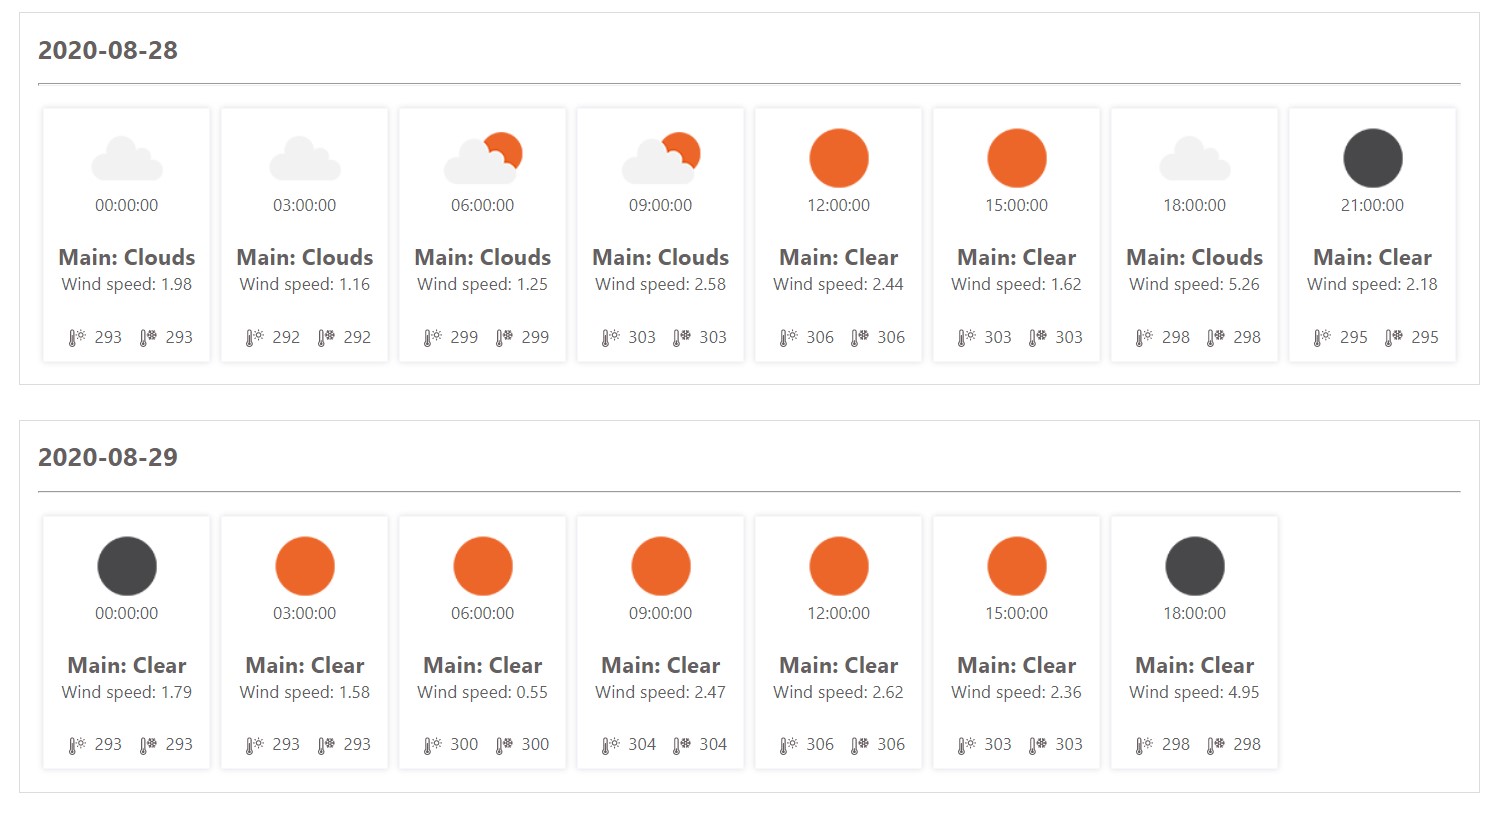 2020-08-28
00:00:00 03:00:00 06:00:00 09:00:00 12:00:00 15:00:00 18:00:00 21:00:00
Main: Clouds Main: Clouds Main: Clouds Main: Clouds Main: Clear Main: Clear Main: Clouds Main: Clear
Wind speed: 1.98 Wind speed: 1.16 Wind speed: 1.25 Wind speed: 2.58 Wind speed: 2.44 Wind speed: 1.62 Wind speed: 5.26 Wind speed: 2.18
293 293 292 292 299 299 303 303 306 306 303 303 298 298 295 295
2020-08-29
00:00:00 03:00:00 06:00:00 09:00:00 12:00:00 15:00:00 18:00:00
Main: Clear Main: Clear Main: Clear Main: Clear Main: Clear Main: Clear Main: Clear
Wind speed: 1.79 Wind speed: 1.58 Wind speed: 0.55 Wind speed: 2.47 Wind speed: 2.62 Wind speed: 2.36 Wind speed: 4.95
293 293 293 293 300 300 304 304 306 306 303 303 298 298